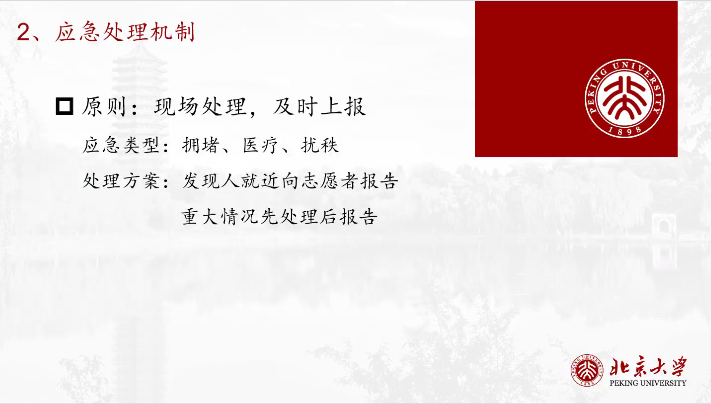 2、应急处理机制
PEKING UNIVERSITY
1898
原则：现场处理，及时上报
应急类型：拥堵、医疗、扰秩
处理方案：发现人就近向志愿者报告
重大情况先处理后报告
北京大学
PEKING UNIVERSITY